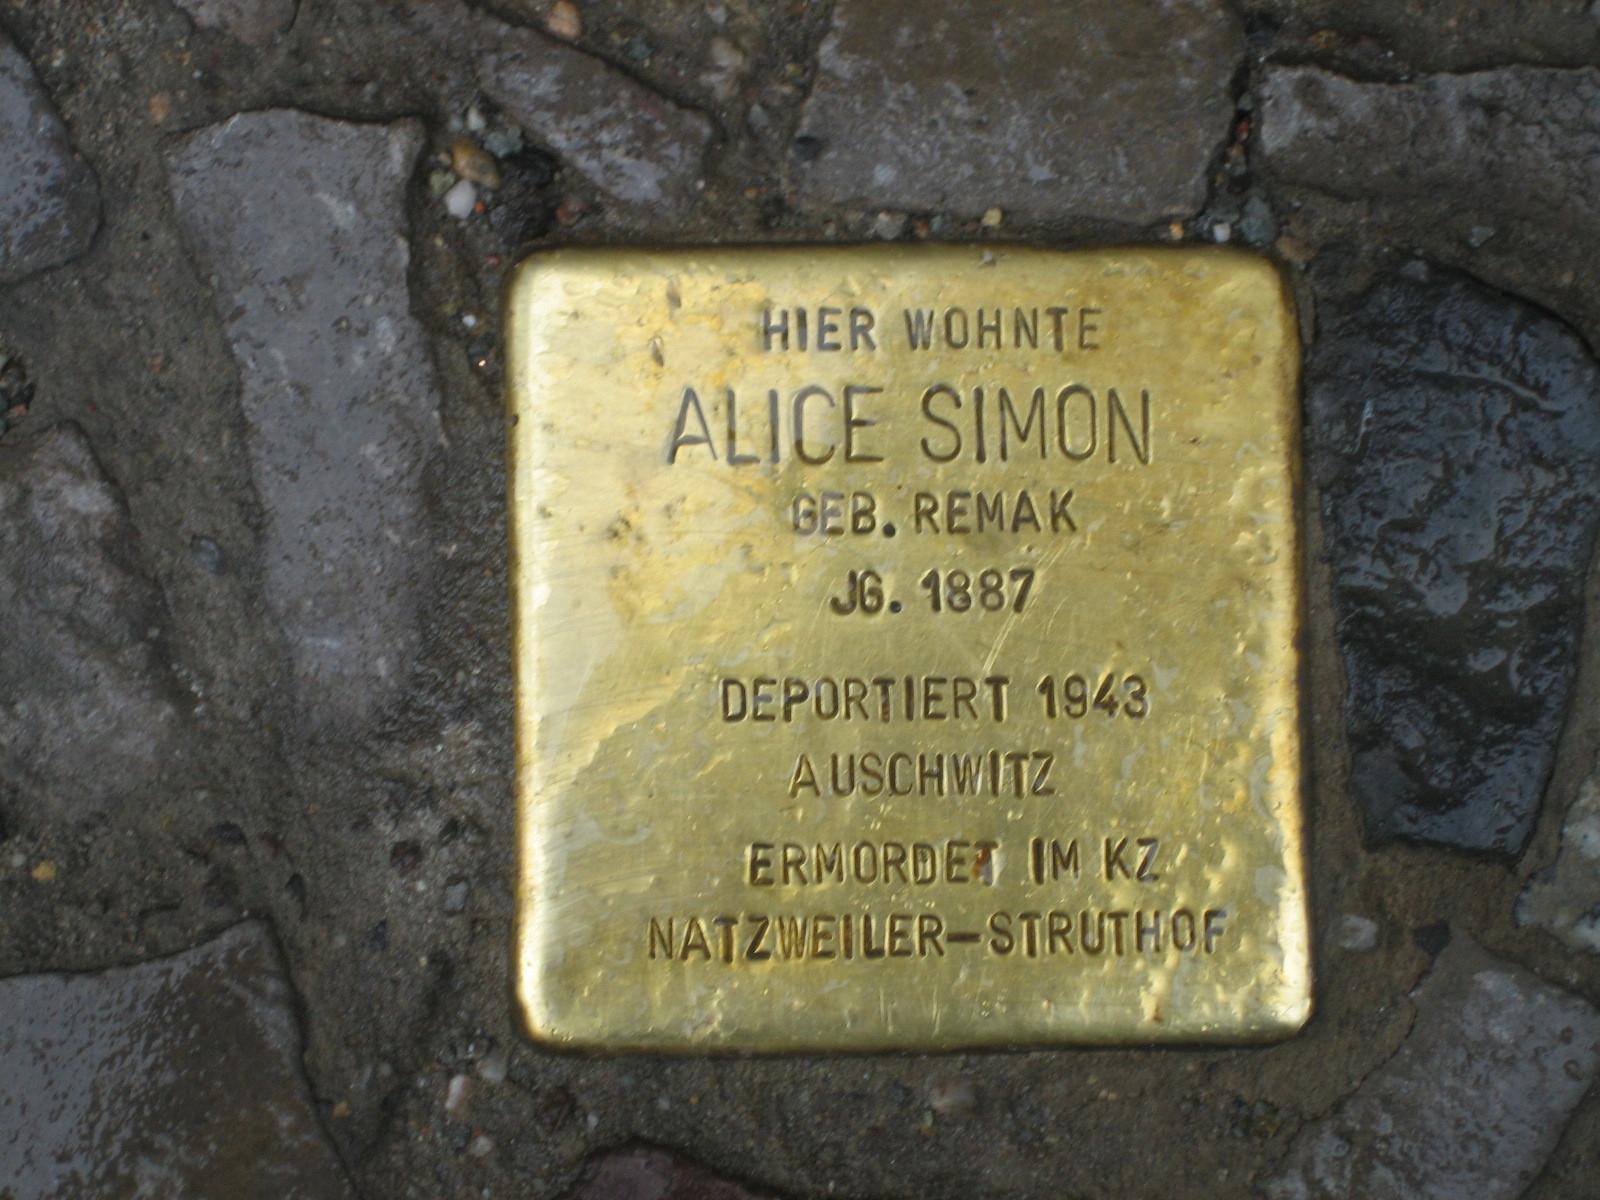 HIER WOHNTE
ALICE SIMON
GEB. REMAK
JG. 1887
DEPORTIERT 1943
AUSCHWITZ
ERMORDET IM KZ
NATZWEILER-STRUTHOF